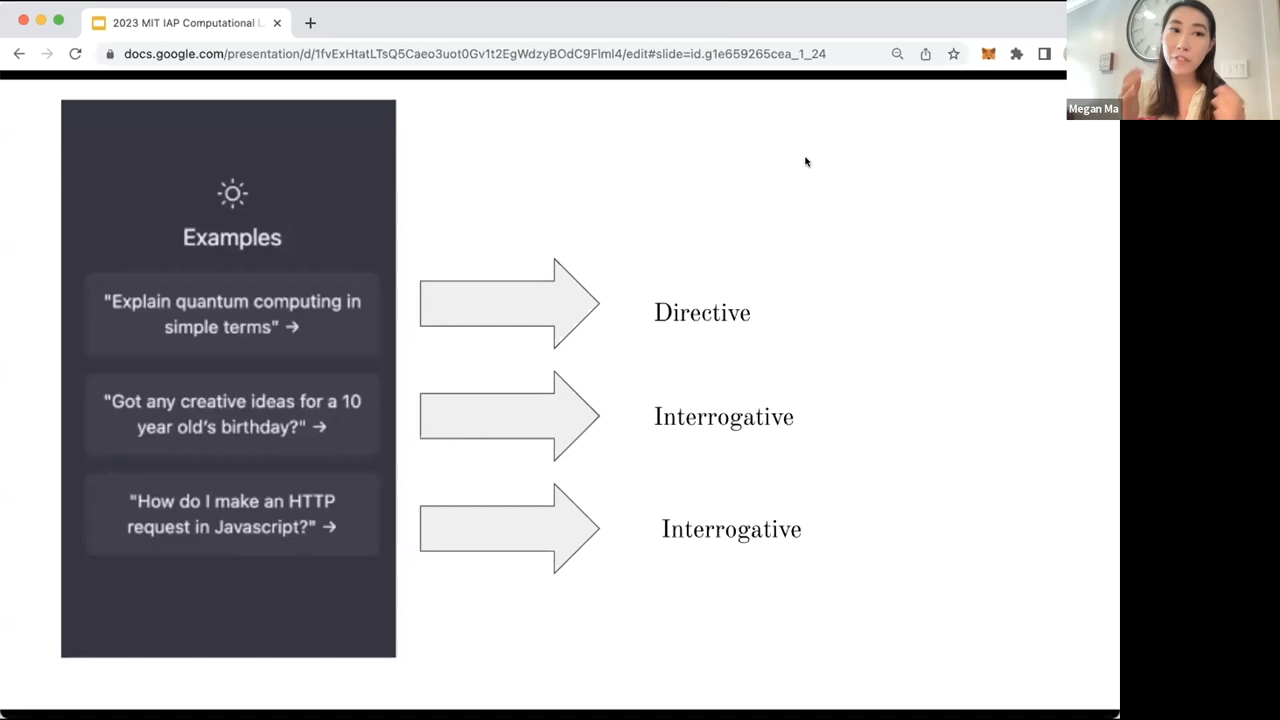 2023 MIT IAP Computational L
docs.google.com/presentation/d/1fvExHtatLTsQ5Caeo3uot0Gv1t2EgWdzyBOdC9Flml4/edit#slide=id.g1e659265cea_1_24
Megan Ma
Examples
"Explain quantum computing in
simple terms" →
Directive
"Got any creative ideas for a 10
year old's birthday?" →
Interrogative
"How do I make an HTTP
request in Javascript?" →
Interrogative